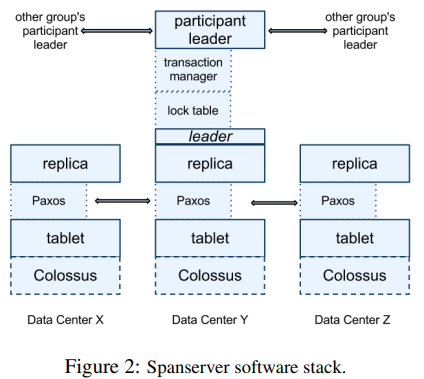 other group's
participant
leader
participant
leader
other group's
participant
leader
transaction
manager
lock table
leader
replica
replica
replica
Paxos
Paxos
Paxos
tablet
tablet
tablet
Colossus
Colossus
Colossus
Data Center X
Data Center Y
Data Center Z
Figure 2: Spanserver software stack.